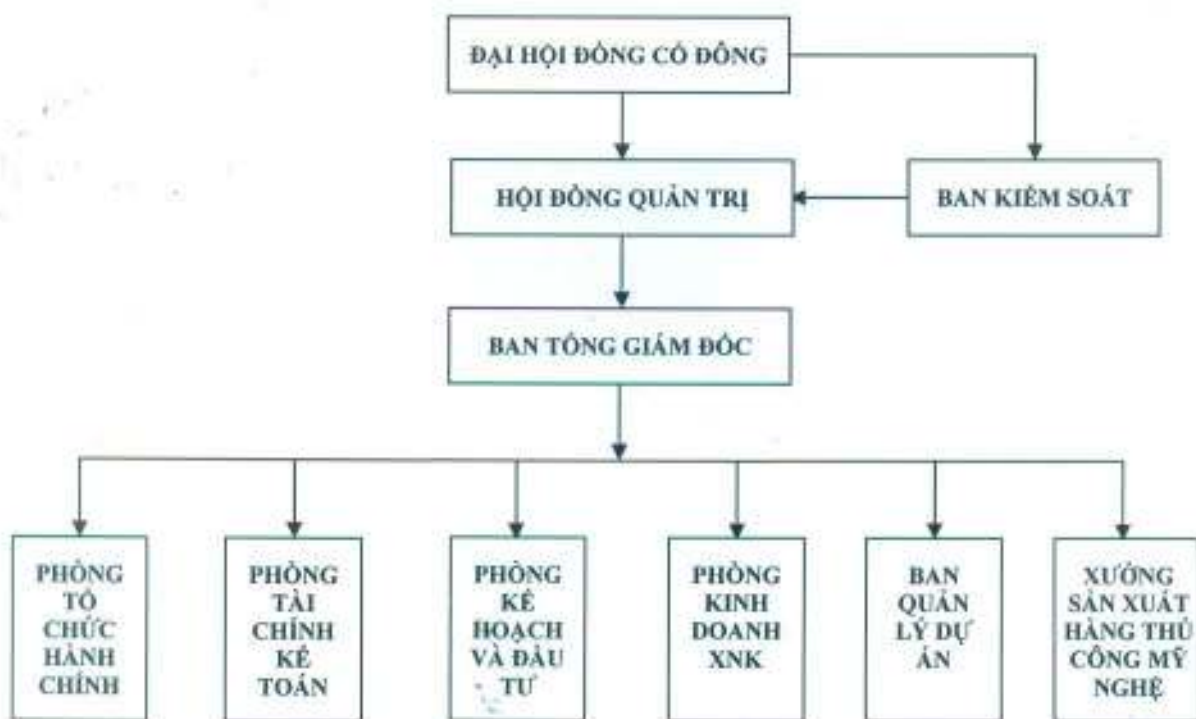 ĐẠI HỘI ĐỒNG CỔ ĐÔNG
HỘI ĐỒNG QUẢN TRỊ
BAN KIỂM SOÁT
BAN TỔNG GIÁM ĐỐC
PHÒNG
TỔ
CHỨC
HÀNH
CHÍNH
PHÒNG
TÀI
CHÍNH
KẾ
TOÁN
PHÒNG
KẾ
HOẠCH
VÀ ĐẦU
TƯ
PHÒNG
KINH
DOANH
XNK
BAN
QUẢN
LÝ DỰ
ÁN
XƯỞNG
SẢN XUẤT
HÀNG THỦ
CÔNG MỸ
NGHỆ